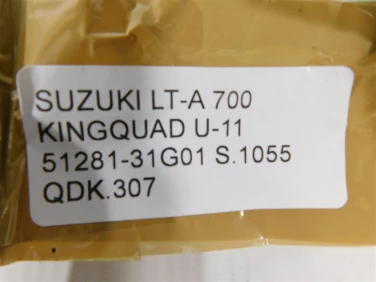 SUZUKI LT-A 700
KINGQUAD U-11
51281-31G01 S.1055
QDK.307